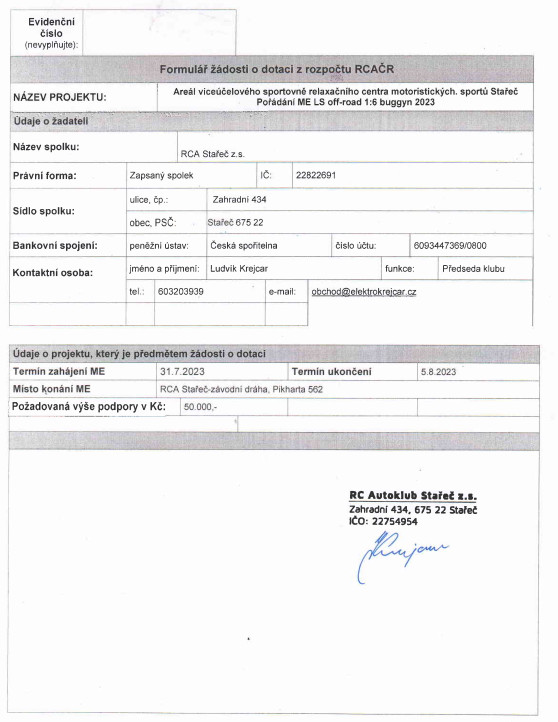 Evidenční
číslo
(nevyplňujte):
Formulář žádosti o dotaci z rozpočtu RCAČR
NÁZEV PROJEKTU:
Areál víceúčelového sportovně relaxačního centra motoristických. sportů Stařeč
Pořádání ME LS off-road 1:6 buggyn 2023
Údaje o žadateli
Název spolku:
RCA Stařeč z.s.
Právní forma: Zapsaný spolek IČ: 22822691
Sídlo spolku:
ulice, čp.: Zahradní 434
obec, PSČ: Stařeč 675 22
Bankovní spojení: peněžní ústav: Česká spořitelna číslo účtu: 6093447369/0800
Kontaktní osoba: jméno a příjmení: Ludvík Krejcar funkce: Předseda klubu
tel.: 603203939 e-mail: obchod@elektrokrejcar.cz
Údaje o projektu, který je předmětem žádosti o dotaci
Termín zahájení ME 31.7.2023 Termín ukončení 5.8.2023
Místo konání ME RCA Stařeč-závodní dráha, Pikharta 562
Požadovaná výše podpory v Kč: 50.000,-
RC Autoklub Stařeč z.s.
Zahradní 434, 675 22 Stařeč
IČO: 22754954